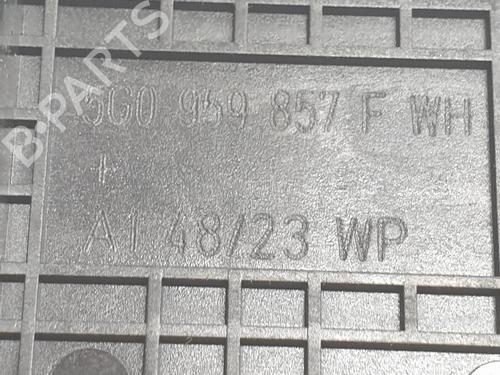 B-PARTS
5G0 959 857 F WH
+
A1 48/23 WP